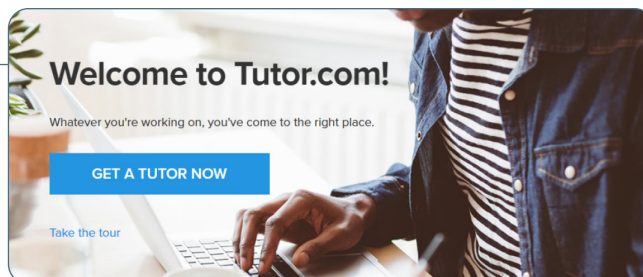 Welcome to Tutor.com!
Whatever you're working on, you've come to the right place.
GET A TUTOR NOW
Take the tour